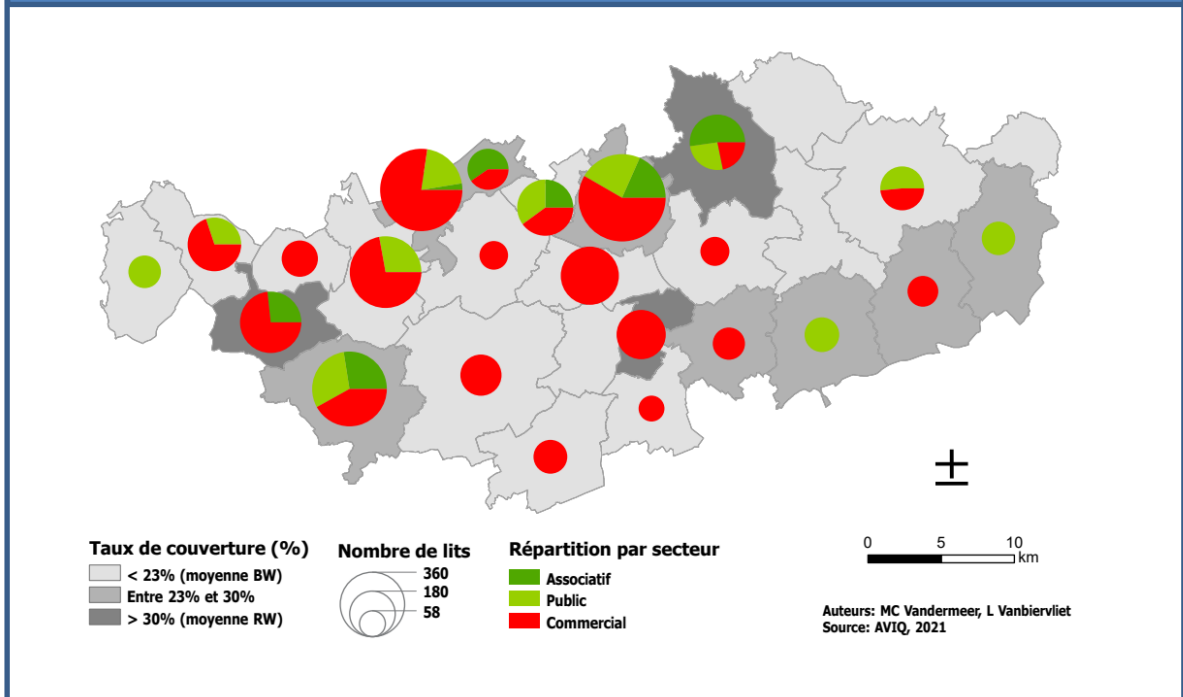 Taux de couverture (%)
< 23% (moyenne BW)
Entre 23% et 30%
> 30% (moyenne RW)
Nombre de lits
360
180
58
Répartition par secteur
Associatif
Public
Commercial
0 5 10
km
Auteurs: MC Vandermeer, L Vanbiervliet
Source: AVIQ, 2021